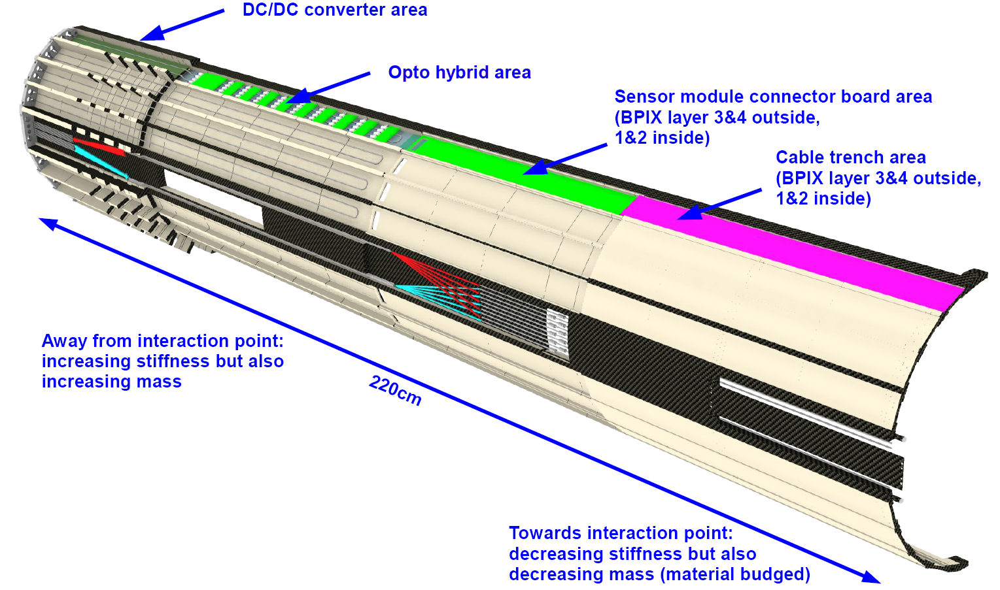 DC/DC converter area
Opto hybrid area
Sensor module connector board area
(BPIX layer 3&4 outside,
1&2 inside)
Cable trench area
(BPIX layer 3&4 outside,
1&2 inside)
Away from interaction point:
increasing stiffness but also
increasing mass
220cm
Towards interaction point:
decreasing stiffness but also
decreasing mass (material budged)